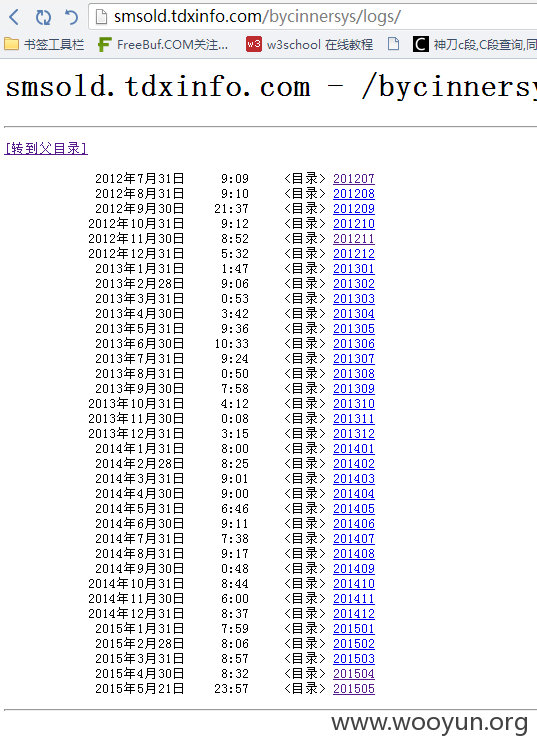 smsold.tdxinfo.com/bycinnersys/logs/
书签工具栏 FreeBuf.COM关注... w3school 在线教程 神刀c段,C段查询,同
smsold.tdxinfo.com - /bycinnersy
[转到父目录]
2012年7月31日 9:09 <目录> 201207
2012年8月31日 9:10 <目录> 201208
2012年9月30日 21:37 <目录> 201209
2012年10月31日 9:12 <目录> 201210
2012年11月30日 8:52 <目录> 201211
2012年12月31日 5:32 <目录> 201212
2013年1月31日 1:47 <目录> 201301
2013年2月28日 9:06 <目录> 201302
2013年3月31日 0:53 <目录> 201303
2013年4月30日 3:42 <目录> 201304
2013年5月31日 9:36 <目录> 201305
2013年6月30日 10:33 <目录> 201306
2013年7月31日 9:24 <目录> 201307
2013年8月31日 0:50 <目录> 201308
2013年9月30日 7:58 <目录> 201309
2013年10月31日 4:12 <目录> 201310
2013年11月30日 0:08 <目录> 201311
2013年12月31日 3:15 <目录> 201312
2014年1月31日 8:00 <目录> 201401
2014年2月28日 8:25 <目录> 201402
2014年3月31日 9:01 <目录> 201403
2014年4月30日 9:00 <目录> 201404
2014年5月31日 6:46 <目录> 201405
2014年6月30日 9:11 <目录> 201406
2014年7月31日 7:38 <目录> 201407
2014年8月31日 9:17 <目录> 201408
2014年9月30日 0:48 <目录> 201409
2014年10月31日 8:44 <目录> 201410
2014年11月30日 6:00 <目录> 201411
2014年12月31日 8:37 <目录> 201412
2015年1月31日 7:59 <目录> 201501
2015年2月28日 8:06 <目录> 201502
2015年3月31日 8:57 <目录> 201503
2015年4月30日 8:32 <目录> 201504
2015年5月21日 23:57 <目录> 201505
www.wooyun.org